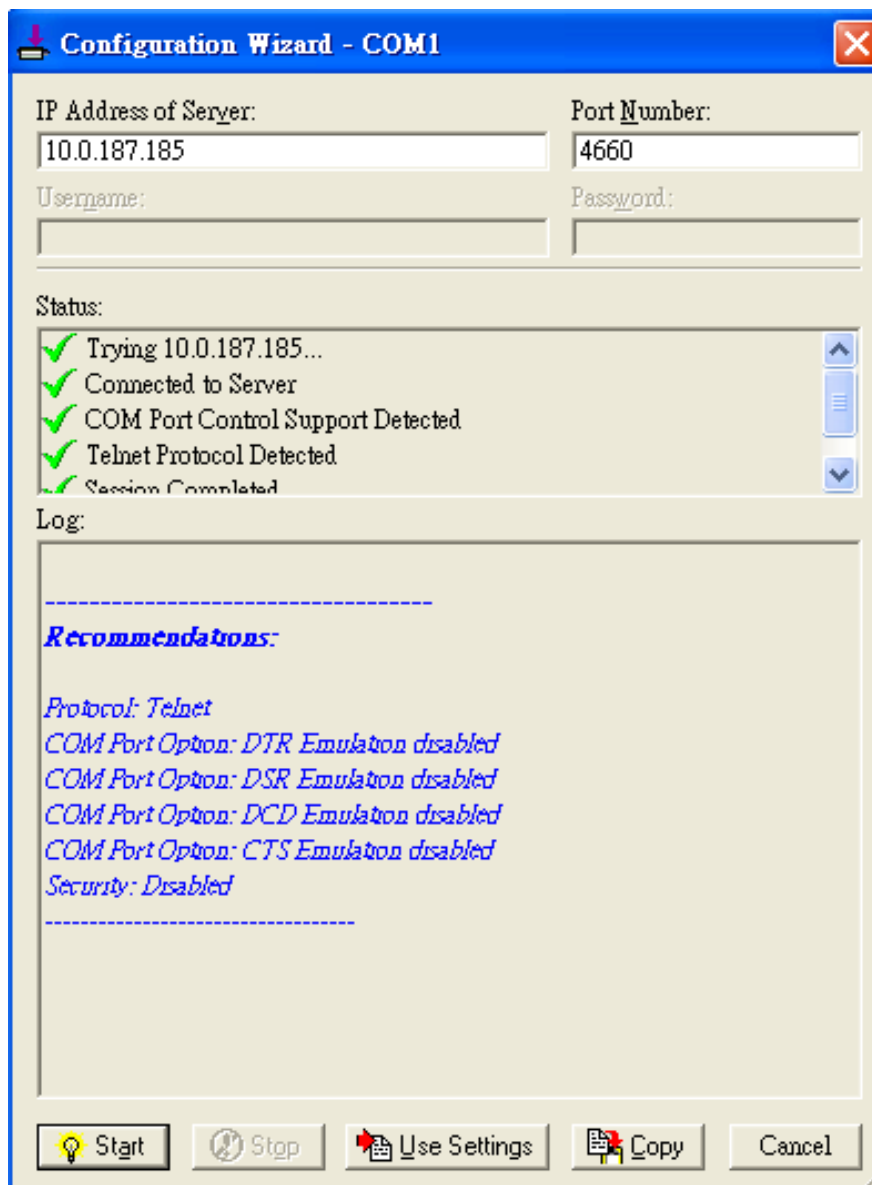 Configuration Wizard - COM1
IP Address of Server: Port Number:
10.0.187.185 4660
Username: Password:
Status:
Trying 10.0.187.185...
Connected to Server
COM Port Control Support Detected
Telnet Protocol Detected
Session Completed
Log:
-----------------------------------
Recommendations:
Protocol: Telnet
COM Port Option: DTR Emulation disabled
COM Port Option: DSR Emulation disabled
COM Port Option: DCD Emulation disabled
COM Port Option: CTS Emulation disabled
Security: Disabled
----------------------------------
Start Stop Use Settings Copy Cancel